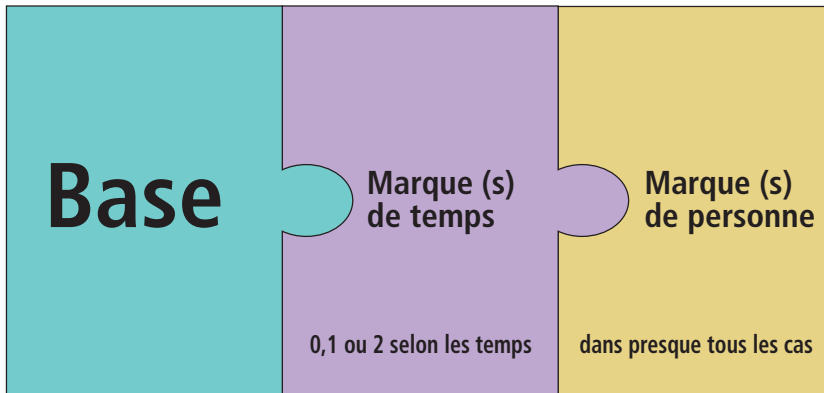 Base
Marque (s)
de temps
Marque (s)
de personne
0,1 ou 2 selon les temps
dans presque tous les cas